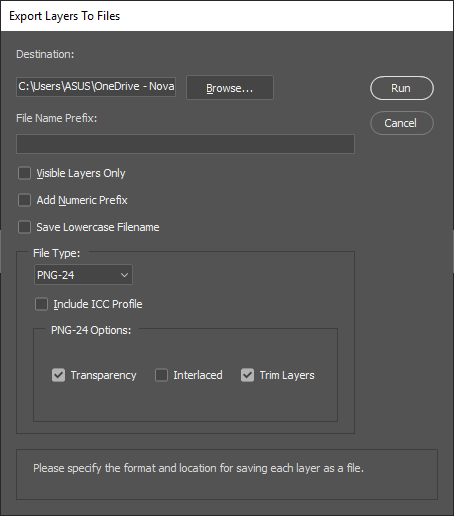 Export Layers To Files
Destination:
C:\Users\ASUS\OneDrive - Nova
Browse...
Run
File Name Prefix:
Cancel
Visible Layers Only
Add Numeric Prefix
Save Lowercase Filename
File Type:
PNG-24
Include ICC Profile
PNG-24 Options:
Transparency Interlaced Trim Layers
Please specify the format and location for saving each layer as a file.